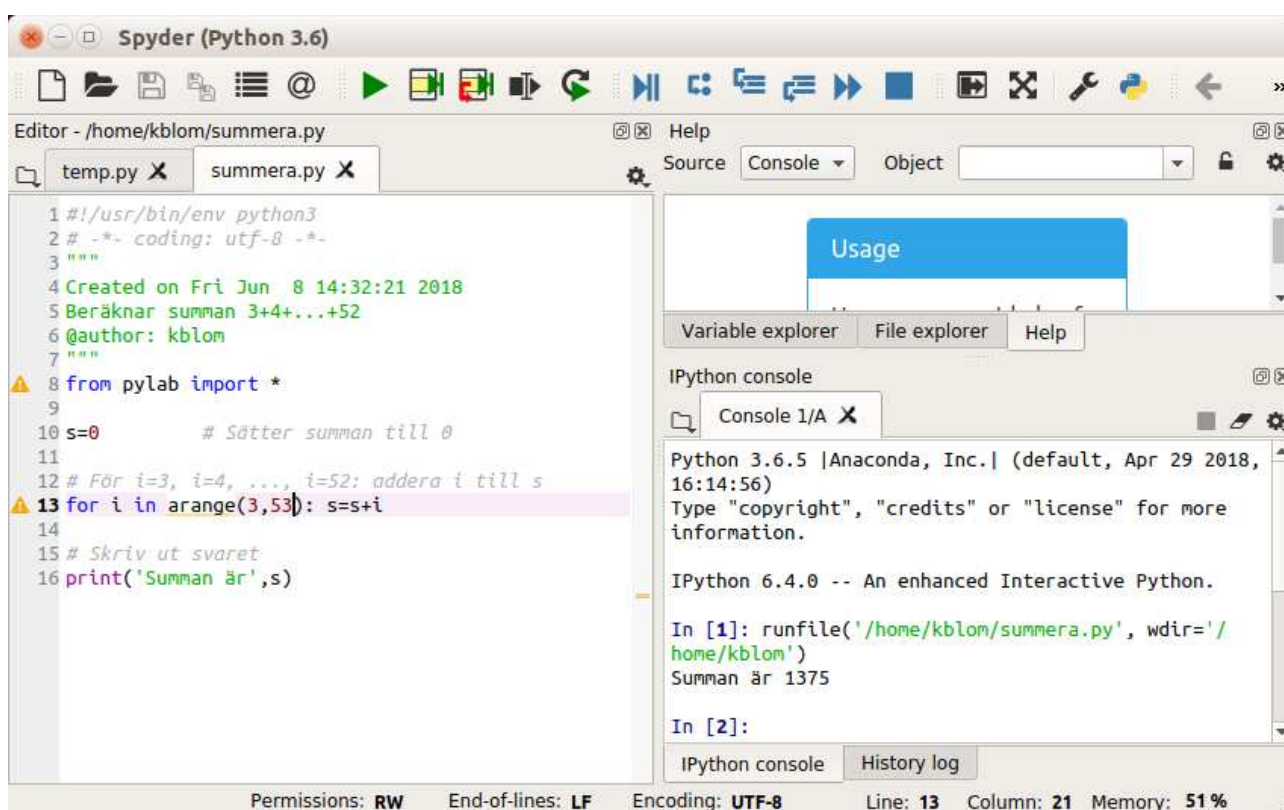 Spyder (Python 3.6)
Editor - /home/kblom/summera.py
temp.py
summera.py
1 #!/usr/bin/env python3
2 # -*- coding: utf-8 -*-
3 """
4 Created on Fri Jun  8 14:32:21 2018
5 Beräknar summan 3+4+...+52
6 @author: kblom
7 """
8 from pylab import *
9
10 s=0          # Sätter summan till 0
11
12 # För i=3, i=4, ..., i=52: addera i till s
13 for i in arange(3,53): s=s+i
14
15 # Skriv ut svaret
16 print('Summan är',s)
Help
Source Console Object
Usage
Variable explorer File explorer Help
IPython console
Console 1/A
Python 3.6.5 |Anaconda, Inc.| (default, Apr 29 2018,
16:14:56)
Type "copyright", "credits" or "license" for more
information.
IPython 6.4.0 -- An enhanced Interactive Python.
In [1]: runfile('/home/kblom/summera.py', wdir='/
home/kblom')
Summan är 1375
In [2]:
IPython console History log
Permissions: RW End-of-lines: LF Encoding: UTF-8 Line: 13 Column: 21 Memory: 51 %